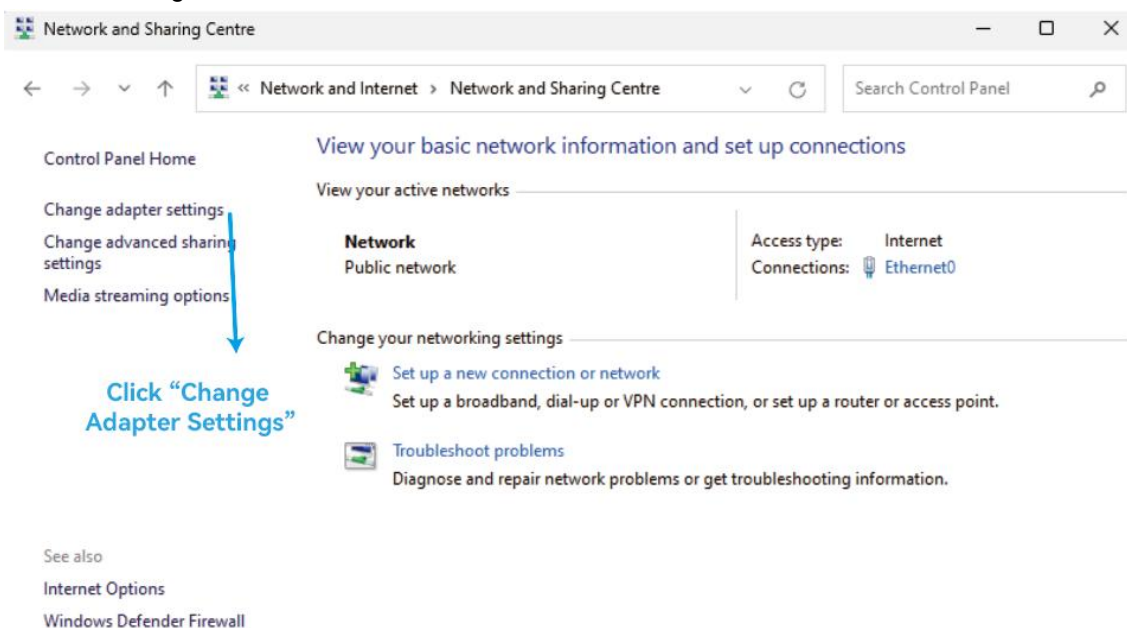 Network and Sharing Centre
« Network and Internet > Network and Sharing Centre
Search Control Panel
Control Panel Home
Change adapter settings
Change advanced sharing
settings
Media streaming options
Click “Change
Adapter Settings”
See also
Internet Options
Windows Defender Firewall
View your basic network information and set up connections
View your active networks
Network
Public network
Access type: Internet
Connections: Ethernet0
Change your networking settings
Set up a new connection or network
Set up a broadband, dial-up or VPN connection, or set up a router or access point.
Troubleshoot problems
Diagnose and repair network problems or get troubleshooting information.